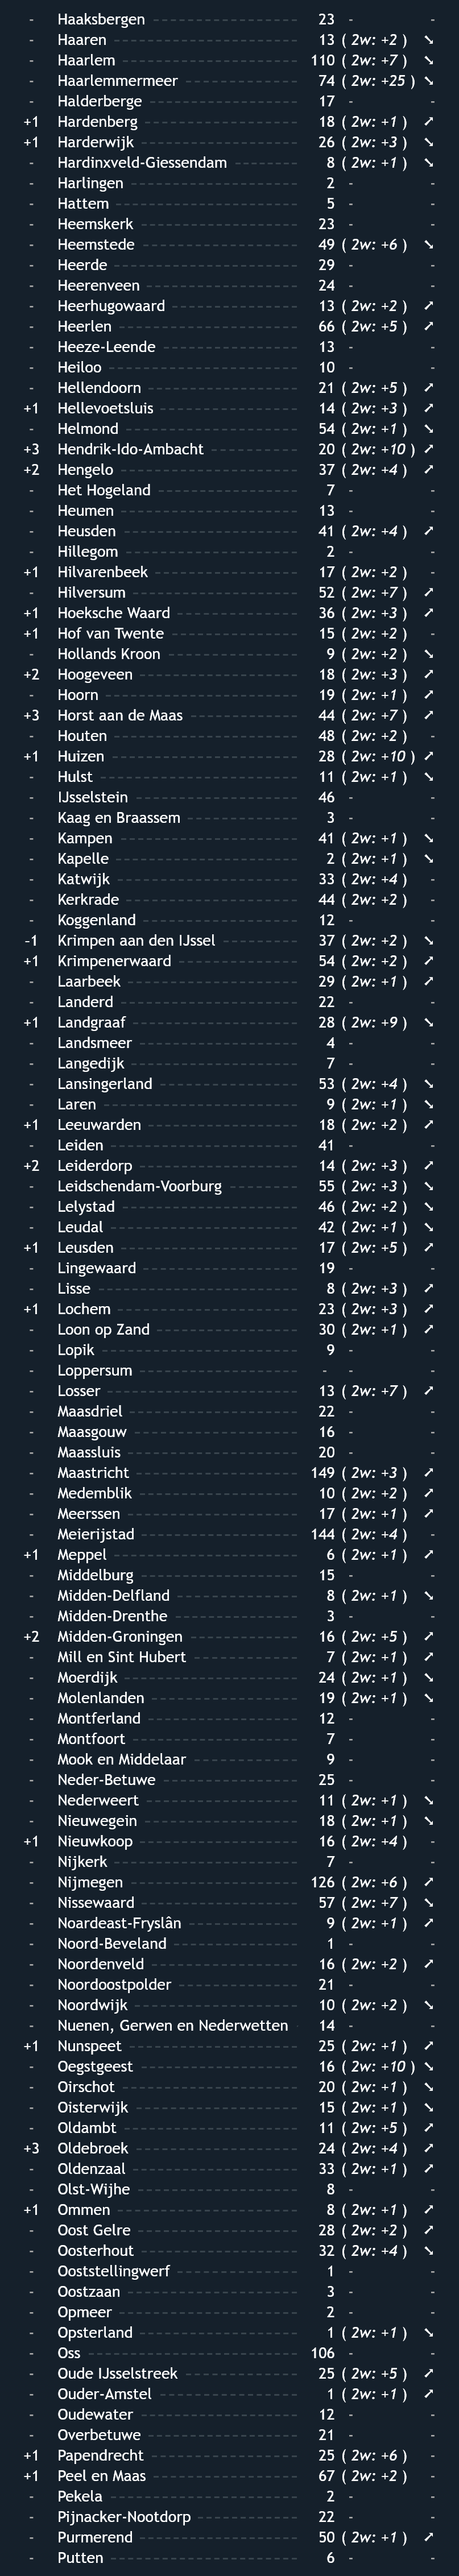 - Haaksbergen 23 - -
- Haaren 13 ( 2w: +2 ) ➘
- Haarlem 110 ( 2w: +7 ) ➘
- Haarlemmermeer 74 ( 2w: +25 ) ➘
- Halderberge 17 - -
+1 Hardenberg 18 ( 2w: +1 ) ➚
+1 Harderwijk 26 ( 2w: +3 ) ➘
- Hardinxveld-Giessendam 8 ( 2w: +1 ) ➘
- Harlingen 2 - -
- Hattem 5 - -
- Heemskerk 23 - -
- Heemstede 49 ( 2w: +6 ) ➘
- Heerde 29 - -
- Heerenveen 24 - -
- Heerhugowaard 13 ( 2w: +2 ) ➚
- Heerlen 66 ( 2w: +5 ) ➚
- Heeze-Leende 13 - -
- Heiloo 10 - -
- Hellendoorn 21 ( 2w: +5 ) ➚
+1 Hellevoetsluis 14 ( 2w: +3 ) ➚
- Helmond 54 ( 2w: +1 ) ➘
+3 Hendrik-Ido-Ambacht 20 ( 2w: +10 ) ➚
+2 Hengelo 37 ( 2w: +4 ) ➚
- Het Hogeland 7 - -
- Heumen 13 - -
- Heusden 41 ( 2w: +4 ) ➚
- Hillegom 2 - -
+1 Hilvarenbeek 17 ( 2w: +2 ) -
- Hilversum 52 ( 2w: +7 ) ➚
+1 Hoeksche Waard 36 ( 2w: +3 ) ➚
+1 Hof van Twente 15 ( 2w: +2 ) -
- Hollands Kroon 9 ( 2w: +2 ) ➘
+2 Hoogeveen 18 ( 2w: +3 ) ➚
- Hoorn 19 ( 2w: +1 ) ➚
+3 Horst aan de Maas 44 ( 2w: +7 ) ➚
- Houten 48 ( 2w: +2 ) -
+1 Huizen 28 ( 2w: +10 ) ➚
- Hulst 11 ( 2w: +1 ) ➘
- IJsselstein 46 - -
- Kaag en Braassem 3 - -
- Kampen 41 ( 2w: +1 ) ➘
- Kapelle 2 ( 2w: +1 ) ➘
- Katwijk 33 ( 2w: +4 ) -
- Kerkrade 44 ( 2w: +2 ) -
- Koggenland 12 - -
-1 Krimpen aan den IJssel 37 ( 2w: +2 ) ➘
+1 Krimpenerwaard 54 ( 2w: +2 ) ➚
- Laarbeek 29 ( 2w: +1 ) ➚
- Landerd 22 - -
+1 Landgraaf 28 ( 2w: +9 ) ➘
- Landsmeer 4 - -
- Langedijk 7 - -
- Lansingerland 53 ( 2w: +4 ) ➘
- Laren 9 ( 2w: +1 ) ➘
+1 Leeuwarden 18 ( 2w: +2 ) ➚
- Leiden 41 - -
+2 Leiderdorp 14 ( 2w: +3 ) ➚
- Leidschendam-Voorburg 55 ( 2w: +3 ) ➘
- Lelystad 46 ( 2w: +2 ) ➘
- Leudal 42 ( 2w: +1 ) ➘
+1 Leusden 17 ( 2w: +5 ) ➚
- Lingewaard 19 - -
- Lisse 8 ( 2w: +3 ) ➚
+1 Lochem 23 ( 2w: +3 ) ➚
- Loon op Zand 30 ( 2w: +1 ) ➚
- Lopik 9 - -
- Loppersum - - -
- Losser 13 ( 2w: +7 ) ➚
- Maasdriel 22 - -
- Maasgouw 16 - -
- Maassluis 20 - -
- Maastricht 149 ( 2w: +3 ) ➚
- Medemblik 10 ( 2w: +2 ) ➚
- Meerssen 17 ( 2w: +1 ) ➚
- Meierijstad 144 ( 2w: +4 ) -
+1 Meppel 6 ( 2w: +1 ) ➚
- Middelburg 15 - -
- Midden-Delfland 8 ( 2w: +1 ) ➘
- Midden-Drenthe 3 - -
+2 Midden-Groningen 16 ( 2w: +5 ) ➚
- Mill en Sint Hubert 7 ( 2w: +1 ) ➚
- Moerdijk 24 ( 2w: +1 ) ➘
- Molenlanden 19 ( 2w: +1 ) ➘
- Montferland 12 - -
- Montfoort 7 - -
- Mook en Middelaar 9 - -
- Neder-Betuwe 25 - -
- Nederweert 11 ( 2w: +1 ) ➘
- Nieuwegein 18 ( 2w: +1 ) ➘
+1 Nieuwkoop 16 ( 2w: +4 ) -
- Nijkerk 7 - -
- Nijmegen 126 ( 2w: +6 ) ➚
- Nissewaard 57 ( 2w: +7 ) ➘
- Noardeast-Fryslân 9 ( 2w: +1 ) ➚
- Noord-Beveland 1 - -
- Noordenveld 16 ( 2w: +2 ) ➚
- Noordoostpolder 21 - -
- Noordwijk 10 ( 2w: +2 ) ➘
- Nuenen, Gerwen en Nederwetten 14 - -
+1 Nunspeet 25 ( 2w: +1 ) ➚
- Oegstgeest 16 ( 2w: +10 ) ➘
- Oirschot 20 ( 2w: +1 ) ➘
- Oisterwijk 15 ( 2w: +1 ) ➘
- Oldambt 11 ( 2w: +5 ) ➚
+3 Oldebroek 24 ( 2w: +4 ) ➚
- Oldenzaal 33 ( 2w: +1 ) ➚
- Olst-Wijhe 8 - -
+1 Ommen 8 ( 2w: +1 ) ➚
- Oost Gelre 28 ( 2w: +2 ) ➚
- Oosterhout 32 ( 2w: +4 ) ➘
- Ooststellingwerf 1 - -
- Oostzaan 3 - -
- Opmeer 2 - -
- Opsterland 1 ( 2w: +1 ) ➘
- Oss 106 - -
- Oude IJsselstreek 25 ( 2w: +5 ) ➚
- Ouder-Amstel 1 ( 2w: +1 ) ➚
- Oudewater 12 - -
- Overbetuwe 21 - -
+1 Papendrecht 25 ( 2w: +6 ) -
+1 Peel en Maas 67 ( 2w: +2 ) -
- Pekela 2 - -
- Pijnacker-Nootdorp 22 - -
- Purmerend 50 ( 2w: +1 ) ➚
- Putten 6 - -